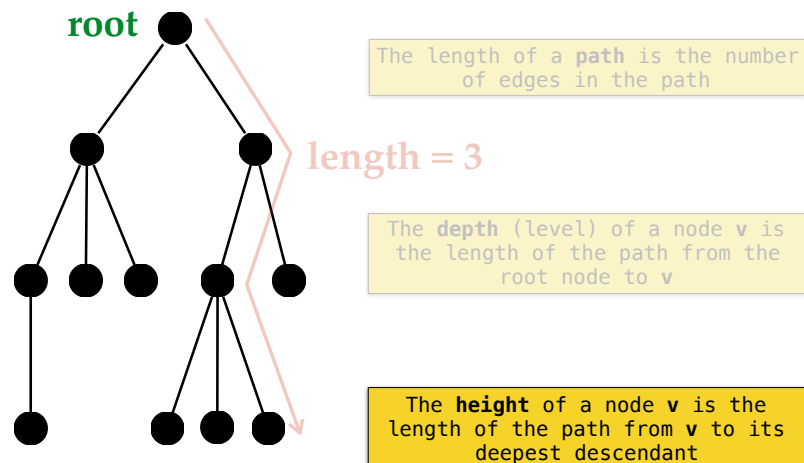 root
The length of a path is the number
of edges in the path
length = 3
The depth (level) of a node v is
the length of the path from the
root node to v
The height of a node v is the
length of the path from v to its
deepest descendant